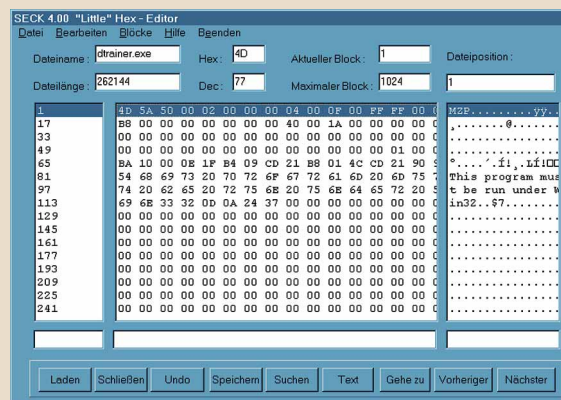 SECK 4.00 "Little" Hex - Editor
Datei Bearbeiten Blöcke Hilfe Beenden
Dateiname : dtrainer.exe Hex : 4D Aktueller Block : 1 Dateiposition :
Dateilänge : 262144 Dec : 77 Maximaler Block : 1024 1
1 4D 5A 50 00 02 00 00 00 04 00 0F 00 FF FF 00 MZP.........ÿÿ..
17 B8 00 00 00 00 00 00 00 40 00 1A 00 00 00 00 ¸.......@.......
33 00 00 00 00 00 00 00 00 00 00 00 00 00 00 00 ................
49 00 00 00 00 00 00 00 00 00 00 00 00 00 01 00 ................
65 BA 10 00 0E 1F B4 09 CD 21 B8 01 4C CD 21 90 º....´.Í!¸.LÍ!
81 54 68 69 73 20 70 72 6F 67 72 61 6D 20 6D 75 This program mus
97 74 20 62 65 20 72 75 6E 20 75 6E 64 65 72 20 t be run under W
113 69 6E 33 32 0D 0A 24 37 00 00 00 00 00 00 00 in32..$7........
129 00 00 00 00 00 00 00 00 00 00 00 00 00 00 00 ................
145 00 00 00 00 00 00 00 00 00 00 00 00 00 00 00 ................
161 00 00 00 00 00 00 00 00 00 00 00 00 00 00 00 ................
177 00 00 00 00 00 00 00 00 00 00 00 00 00 00 00 ................
193 00 00 00 00 00 00 00 00 00 00 00 00 00 00 00 ................
209 00 00 00 00 00 00 00 00 00 00 00 00 00 00 00 ................
225 00 00 00 00 00 00 00 00 00 00 00 00 00 00 00 ................
241 00 00 00 00 00 00 00 00 00 00 00 00 00 00 00 ................
Laden Schließen Undo Speichern Suchen Text Gehe zu Vorheriger Nächster